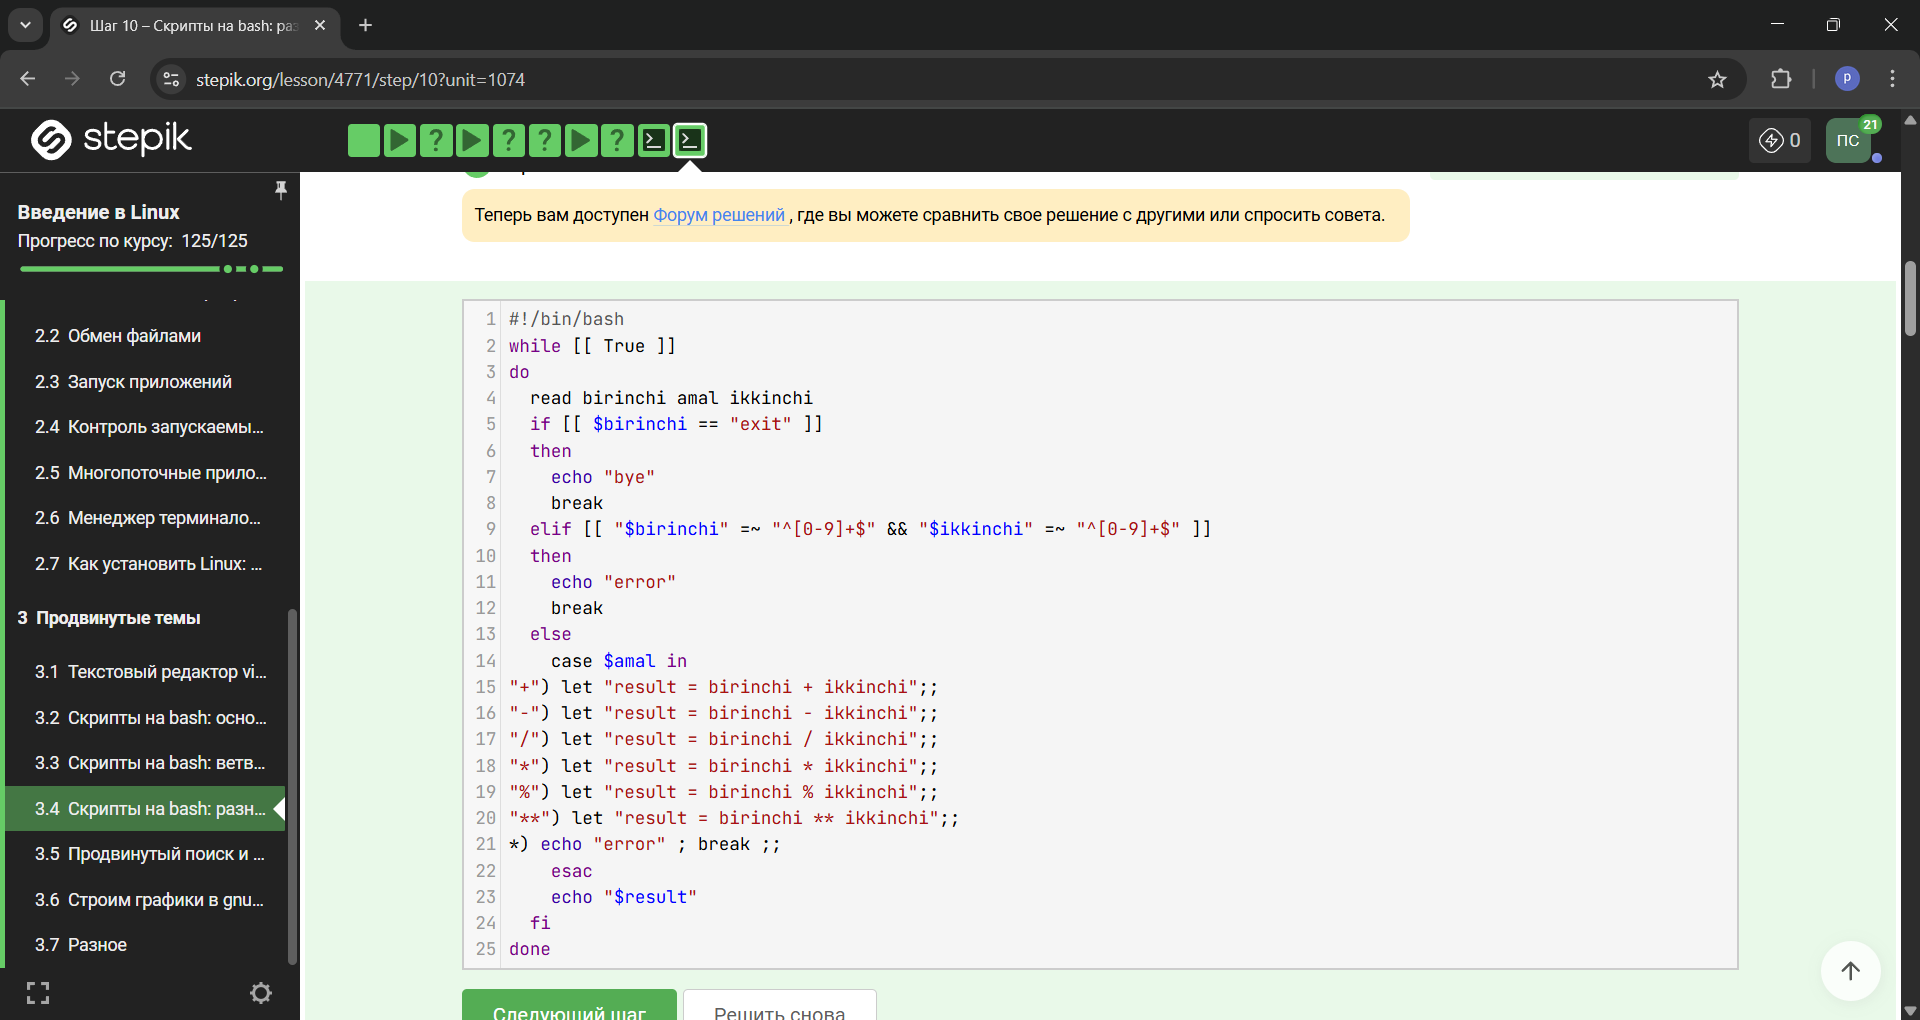 Шаг 10 – Скрипты на bash: раз
stepik.org/lesson/4771/step/10?unit=1074
p
stepik
? ? ? ?
0
ПС
21
Введение в Linux
Прогресс по курсу: 125/125
2.2 Обмен файлами
2.3 Запуск приложений
2.4 Контроль запускаемы...
2.5 Многопоточные прило...
2.6 Менеджер терминало...
2.7 Как установить Linux: ...
3 Продвинутые темы
3.1 Текстовый редактор vi...
3.2 Скрипты на bash: осно...
3.3 Скрипты на bash: ветв...
3.4 Скрипты на bash: разн...
3.5 Продвинутый поиск и ...
3.6 Строим графики в gnu...
3.7 Разное
Теперь вам доступен Форум решений , где вы можете сравнить свое решение с другими или спросить совета.
1 #!/bin/bash
2 while [[ True ]]
3 do
4   read birinchi amal ikkinchi
5   if [[ $birinchi == "exit" ]]
6   then
7     echo "bye"
8     break
9   elif [[ "$birinchi" =~ "^[0-9]+$" && "$ikkinchi" =~ "^[0-9]+$" ]]
10   then
11     echo "error"
12     break
13   else
14     case $amal in
15 "+") let "result = birinchi + ikkinchi";;
16 "-") let "result = birinchi - ikkinchi";;
17 "/") let "result = birinchi / ikkinchi";;
18 "*") let "result = birinchi * ikkinchi";;
19 "%") let "result = birinchi % ikkinchi";;
20 "**") let "result = birinchi ** ikkinchi";;
21 *) echo "error" ; break ;;
22     esac
23     echo "$result"
24   fi
25 done
Следующий шаг
Решить снова